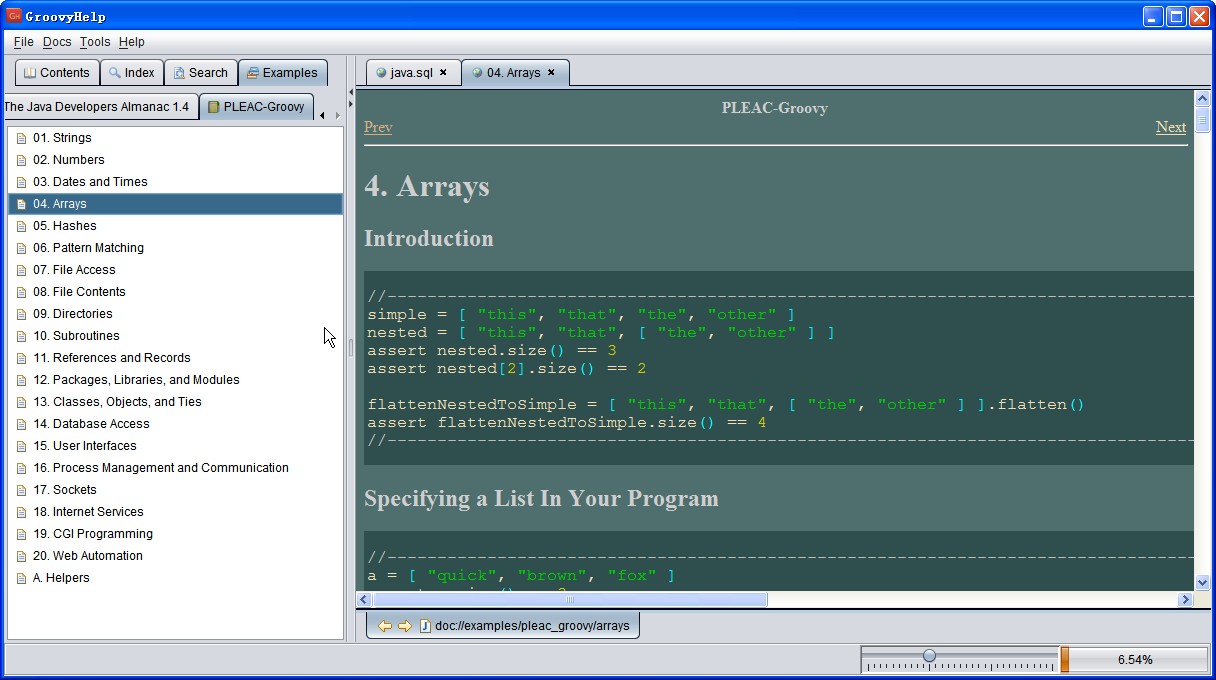 GroovyHelp
File Docs Tools Help
Contents Index Search Examples
The Java Developers Almanac 1.4 PLEAC-Groovy
01. Strings
02. Numbers
03. Dates and Times
04. Arrays
05. Hashes
06. Pattern Matching
07. File Access
08. File Contents
09. Directories
10. Subroutines
11. References and Records
12. Packages, Libraries, and Modules
13. Classes, Objects, and Ties
14. Database Access
15. User Interfaces
16. Process Management and Communication
17. Sockets
18. Internet Services
19. CGI Programming
20. Web Automation
A. Helpers
java.sql 04. Arrays
PLEAC-Groovy
Prev Next
4. Arrays
Introduction
//---------------------------------------------------------------------------------
simple = [ "this", "that", "the", "other" ]
nested = [ "this", "that", [ "the", "other" ] ]
assert nested.size() == 3
assert nested[2].size() == 2
flattenNestedToSimple = [ "this", "that", [ "the", "other" ] ].flatten()
assert flattenNestedToSimple.size() == 4
//---------------------------------------------------------------------------------
Specifying a List In Your Program
//---------------------------------------------------------------------------------
a = [ "quick", "brown", "fox" ]
doc://examples/pleac_groovy/arrays
6.54%